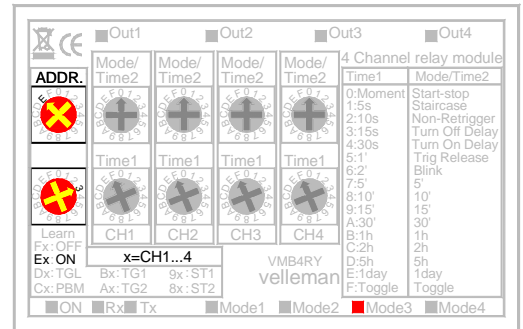 Out1 Out2 Out3 Out4
CE
4 Channel relay module
ADDR.
Mode/ Time2 Mode/ Time2 Mode/ Time2 Mode/ Time2
Time1 Mode/Time2
0:Moment Start-stop
1:5s Staircase
2:10s Non-Retrigger
3:15s Turn Off Delay
4:30s Turn On Delay
5:1' Trig Release
6:2' Blink
7:5' 5'
8:10' 10'
9:15' 15'
A:30' 30'
B:1h 1h
C:2h 2h
D:5h 5h
E:1day 1day
F:Toggle Toggle
E
Time1 Time1 Time1 Time1
3
CH1 CH2 CH3 CH4
Learn
Fx:OFF
Ex:ON
Dx:TGL
Cx:PBM
x=CH1...4
Bx:TG1 9x:ST1
Ax:TG2 8x:ST2
VMB4RY
velleman
ON Rx Tx Mode1 Mode2 Mode3 Mode4